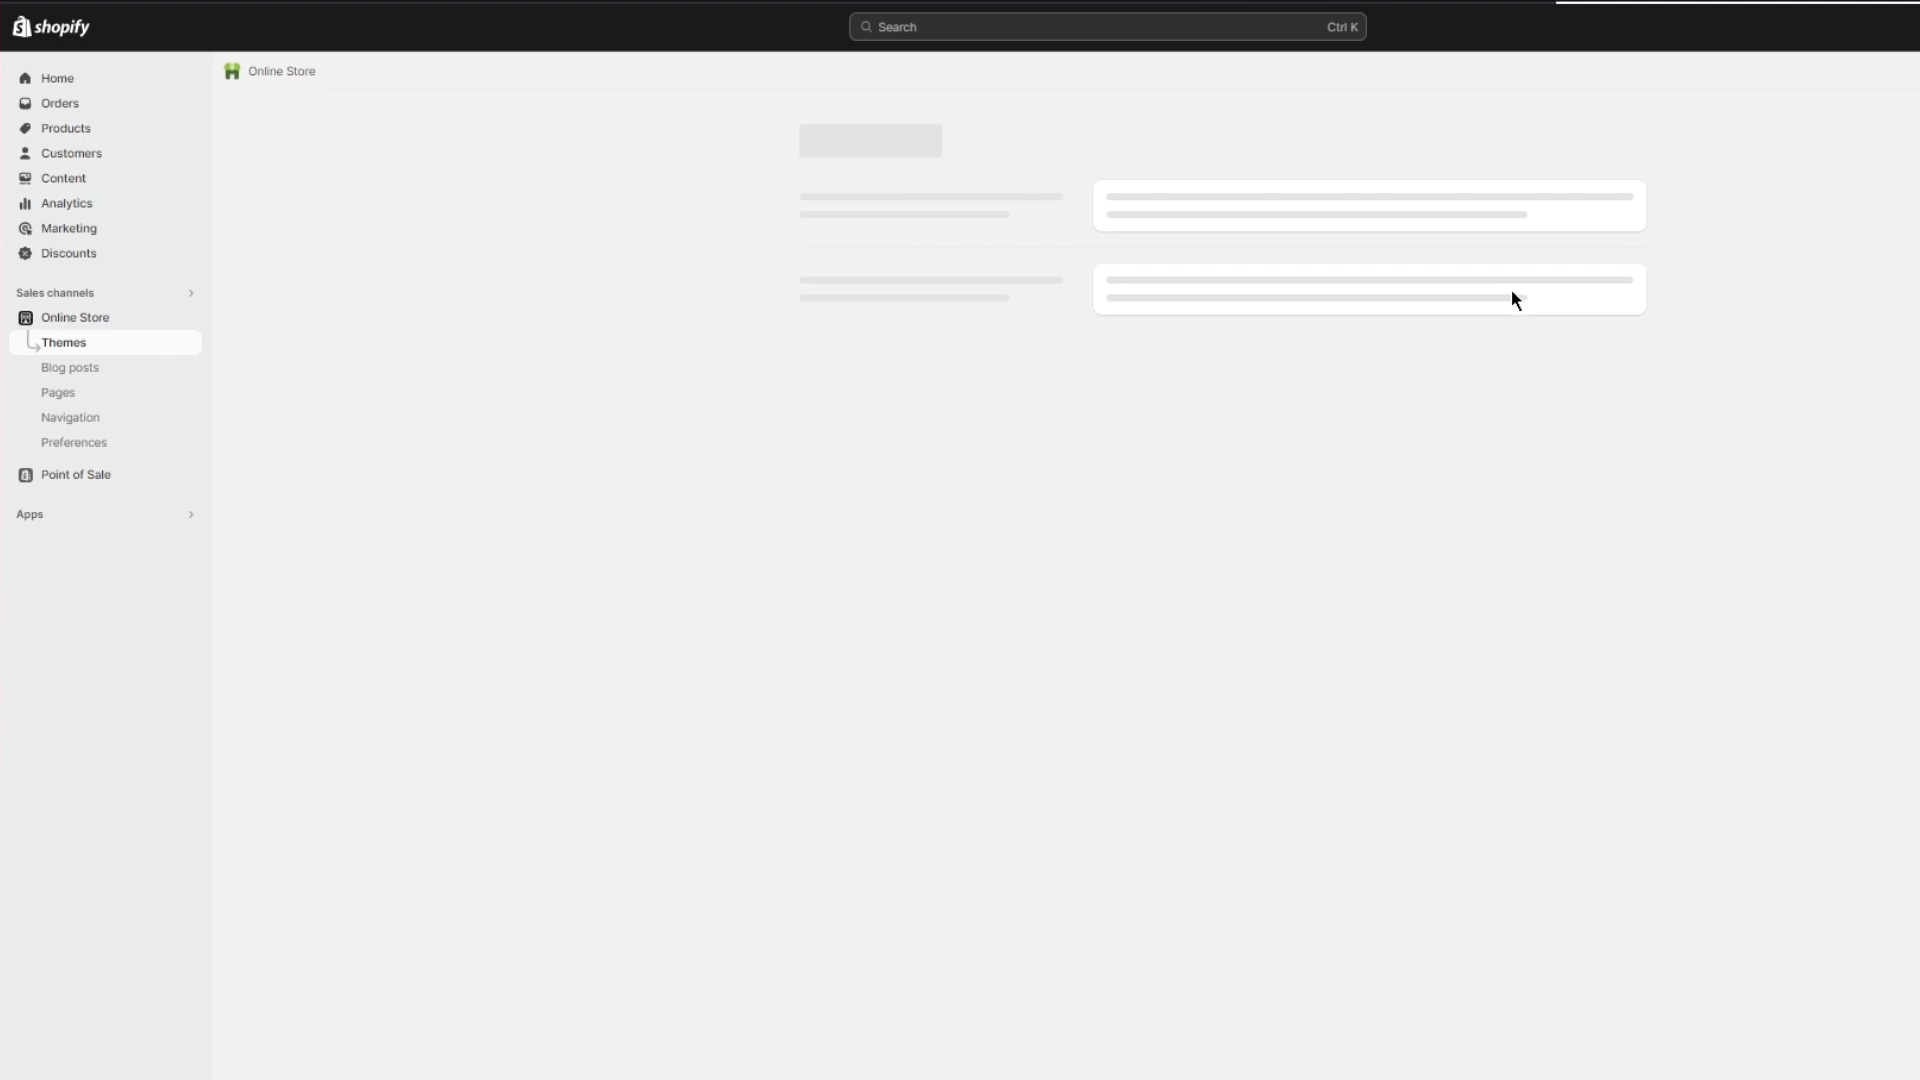 shopify
Search
Ctrl K
Online Store
Home
Orders
Products
Customers
Content
Analytics
Marketing
Discounts
Sales channels
Online Store
Themes
Blog posts
Pages
Navigation
Preferences
Point of Sale
Apps